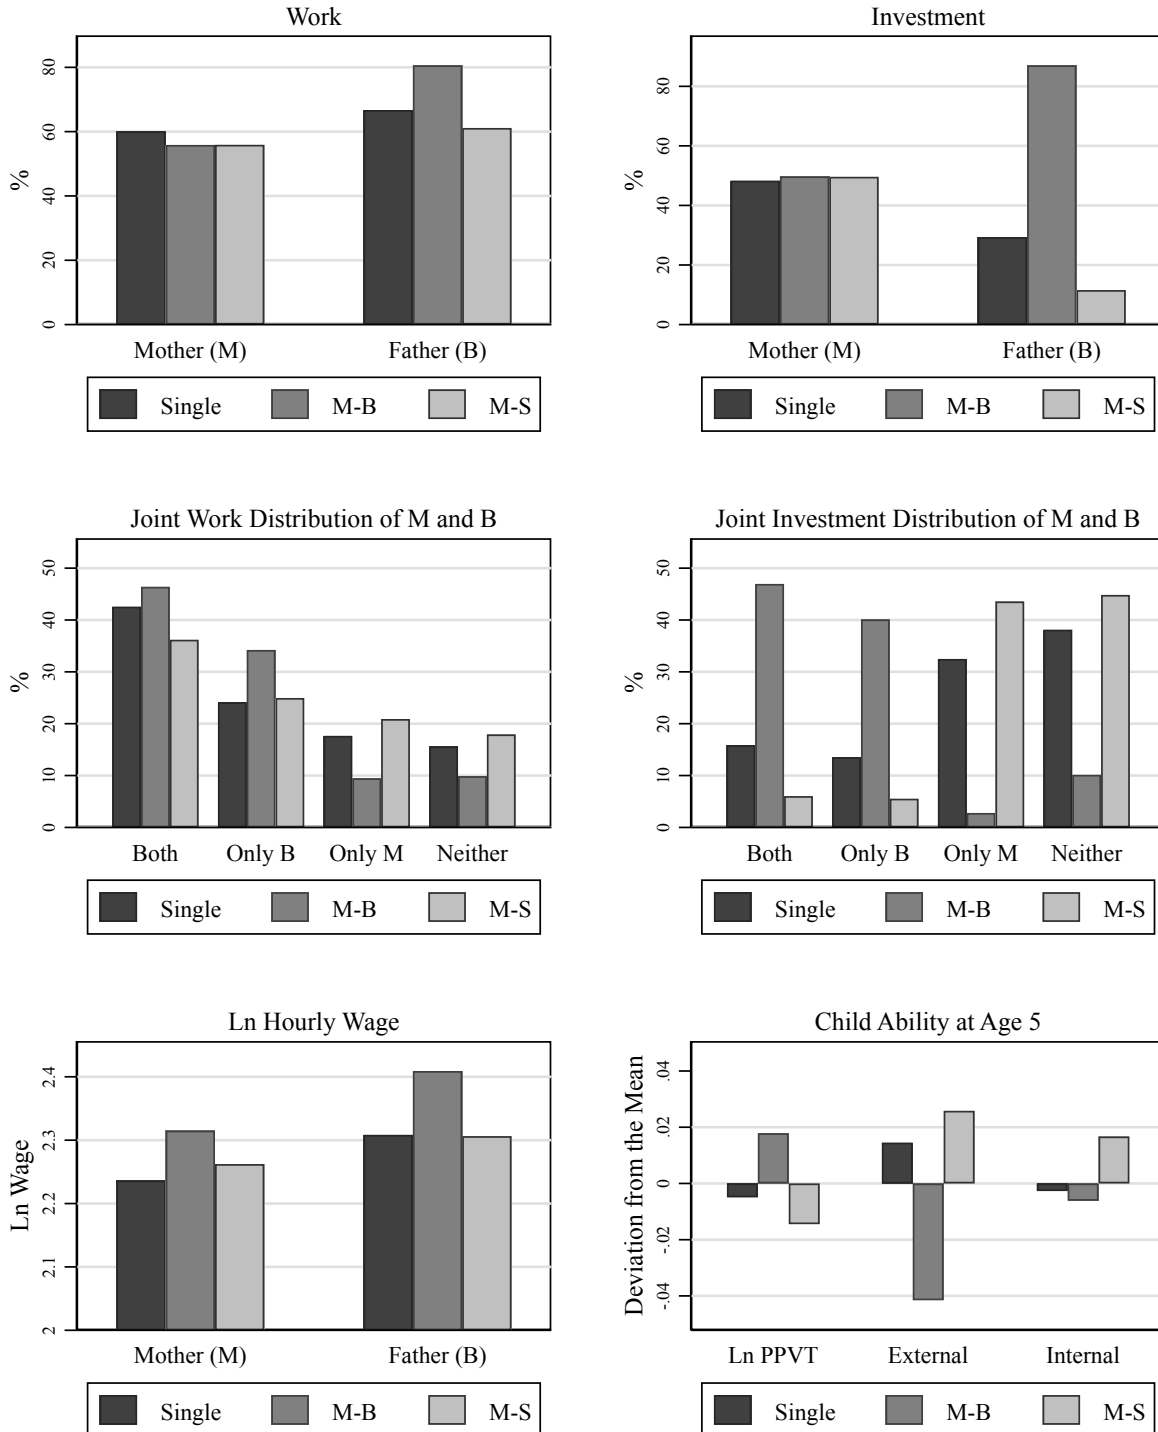 Work
%
80
60
40
20
0
Mother (M) Father (B)
Single M-B M-S
Investment
%
80
60
40
20
0
Mother (M) Father (B)
Single M-B M-S
Joint Work Distribution of M and B
%
50
40
30
20
10
0
Both Only B Only M Neither
Single M-B M-S
Joint Investment Distribution of M and B
%
50
40
30
20
10
0
Both Only B Only M Neither
Single M-B M-S
Ln Hourly Wage
Ln Wage
2.4
2.3
2.2
2.1
2
Mother (M) Father (B)
Single M-B M-S
Child Ability at Age 5
Deviation from the Mean
.04
.02
0
-.02
-.04
Ln PPVT External Internal
Single M-B M-S